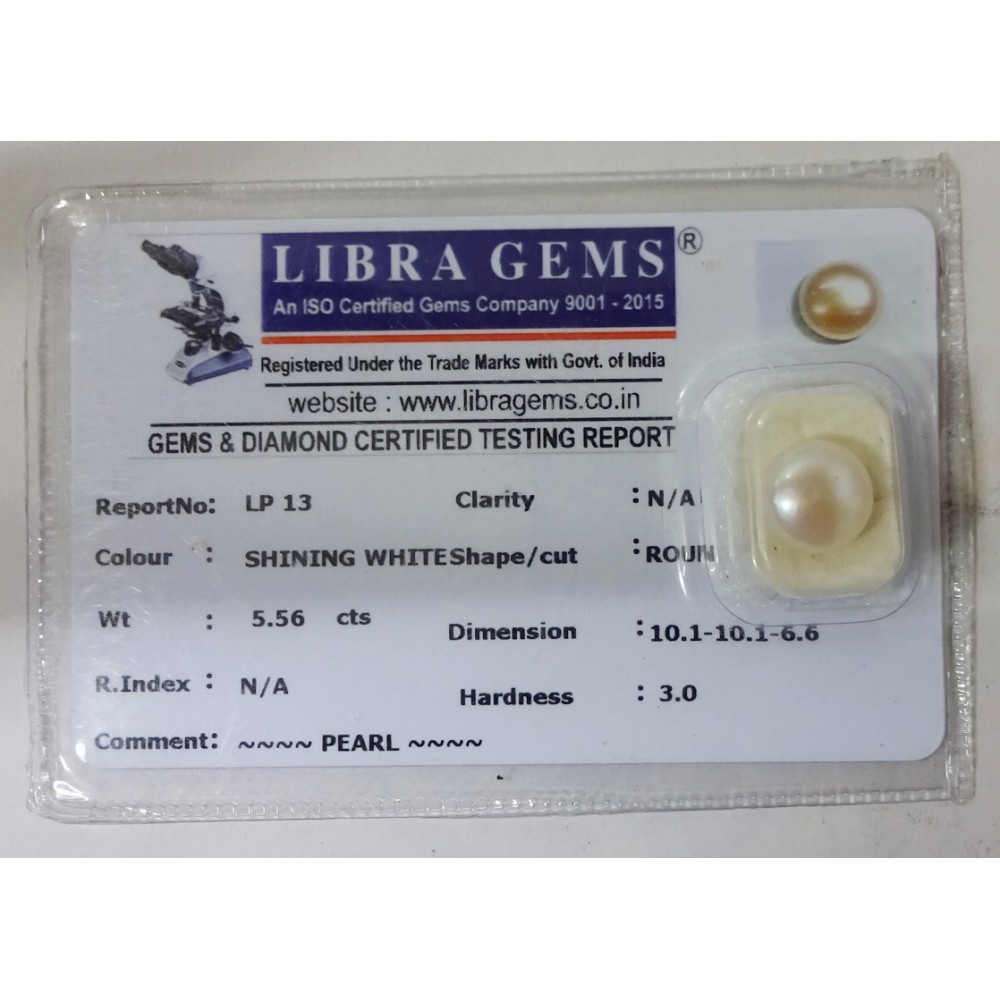 LIBRA GEMS ®
An ISO Certified Gems Company 9001 - 2015
Registered Under the Trade Marks with Govt. of India
website : www.libragems.co.in
GEMS & DIAMOND CERTIFIED TESTING REPORT
ReportNo: LP 13 Clarity : N/A
Colour : SHINING WHITE Shape/cut : ROUN
Wt : 5.56 cts Dimension : 10.1-10.1-6.6
R.Index : N/A Hardness : 3.0
Comment: ~~~~ PEARL ~~~~